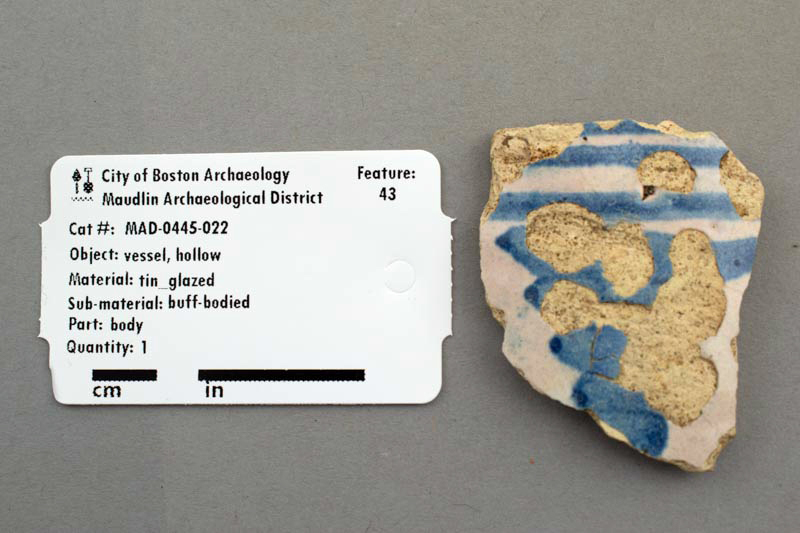 City of Boston Archaeology
Maudlin Archaeological District
Feature:
43
Cat #: MAD-0445-022
Object: vessel, hollow
Material: tin_glazed
Sub-material: buff-bodied
Part: body
Quantity: 1
cm in